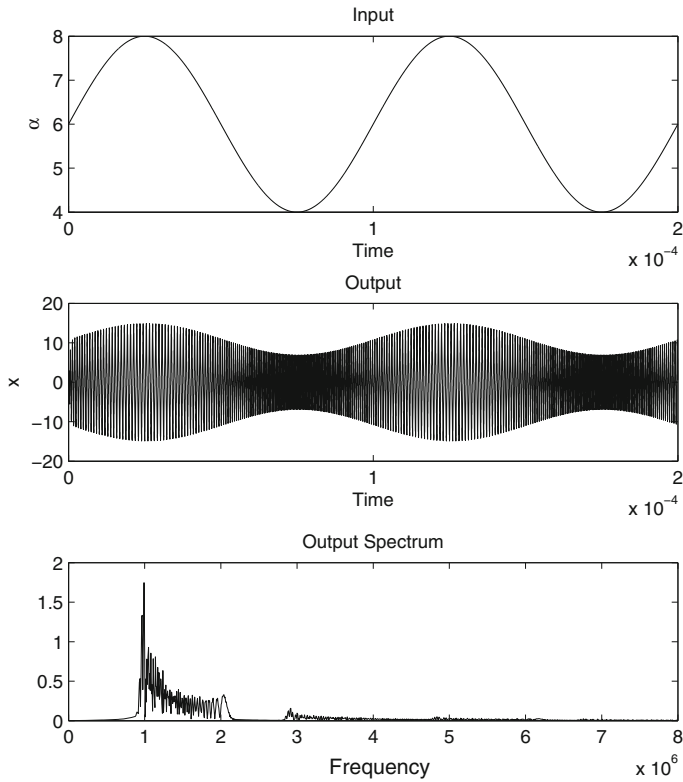 Input
8
7
6
5
4
α
0 1 2
Time
x 10⁻⁴
Output
20
10
0
−10
−20
x
0 1 2
Time
x 10⁻⁴
Output Spectrum
2
1.5
1
0.5
0
0 1 2 3 4 5 6 7 8
Frequency
x 10⁶